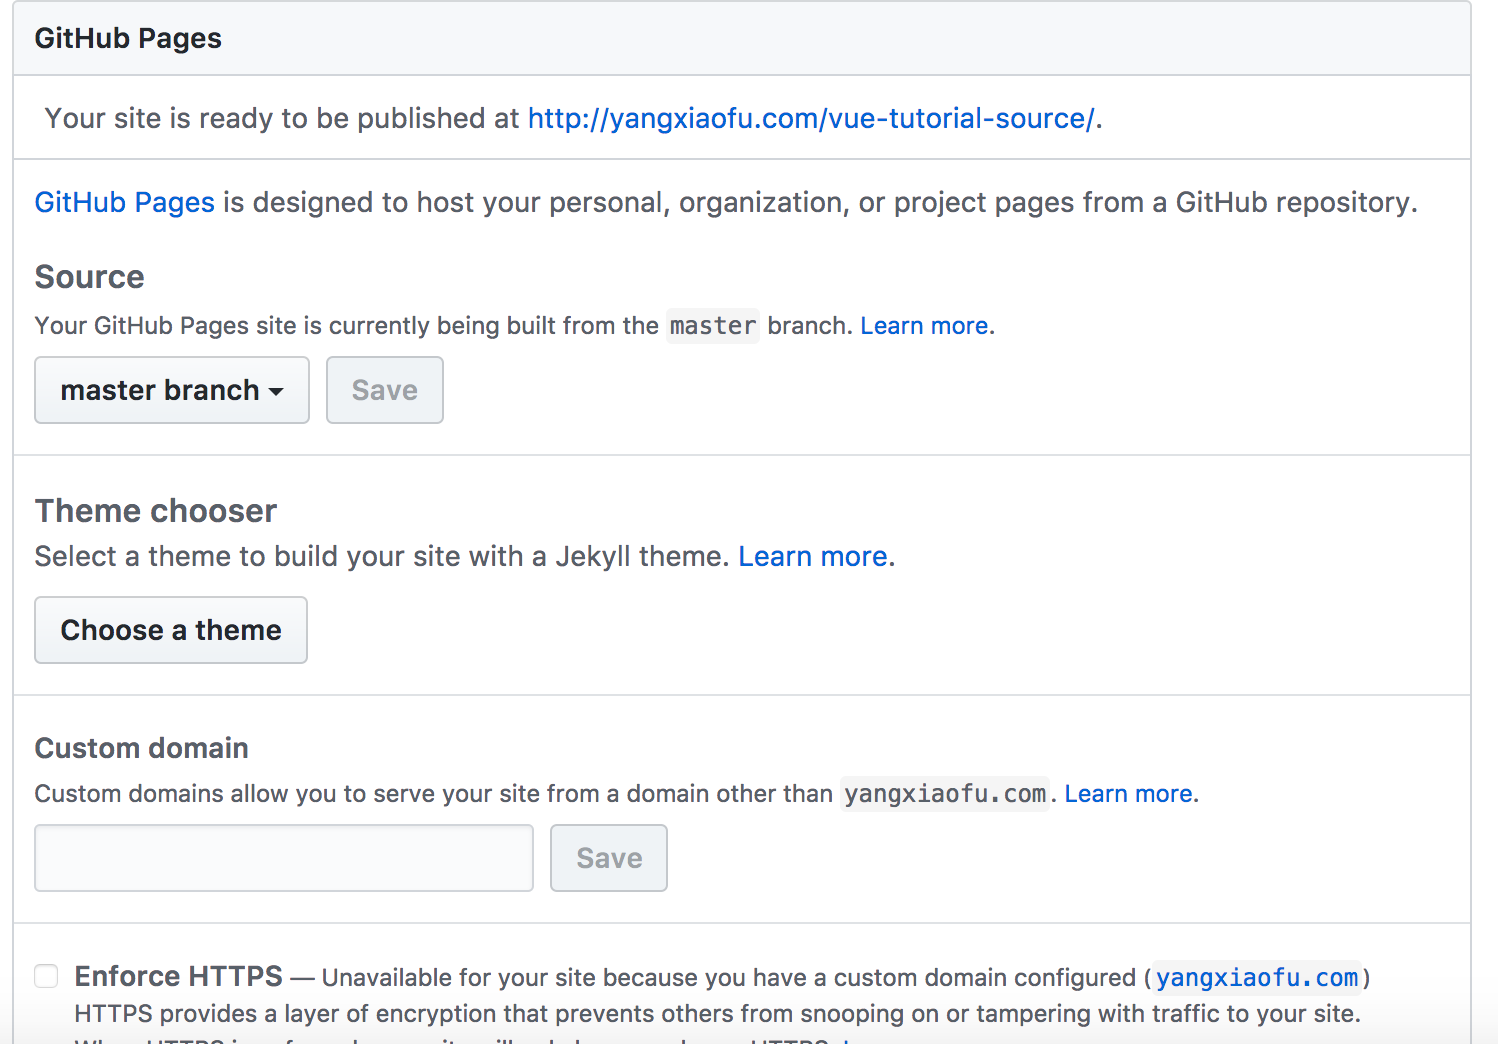 GitHub Pages
Your site is ready to be published at http://yangxiaofu.com/vue-tutorial-source/.
GitHub Pages is designed to host your personal, organization, or project pages from a GitHub repository.
Source
Your GitHub Pages site is currently being built from the master branch. Learn more.
master branch Save
Theme chooser
Select a theme to build your site with a Jekyll theme. Learn more.
Choose a theme
Custom domain
Custom domains allow you to serve your site from a domain other than yangxiaofu.com. Learn more.
Save
Enforce HTTPS — Unavailable for your site because you have a custom domain configured (yangxiaofu.com)
HTTPS provides a layer of encryption that prevents others from snooping on or tampering with traffic to your site.